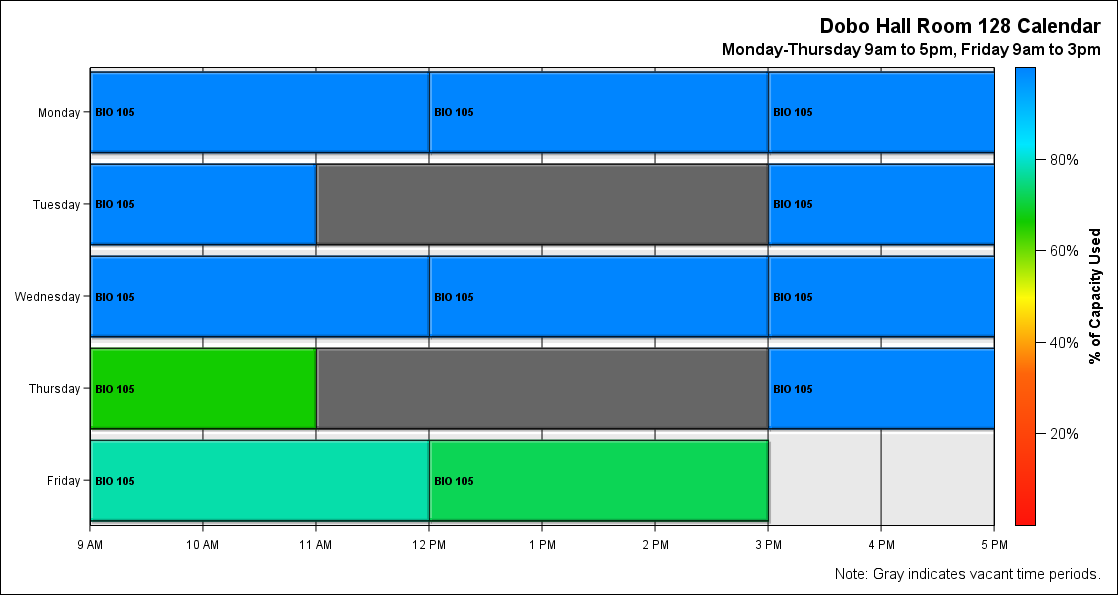 Dobo Hall Room 128 Calendar
Monday-Thursday 9am to 5pm, Friday 9am to 3pm
Monday BIO 105 BIO 105 BIO 105
Tuesday BIO 105 BIO 105
Wednesday BIO 105 BIO 105 BIO 105
Thursday BIO 105 BIO 105
Friday BIO 105 BIO 105
9 AM 10 AM 11 AM 12 PM 1 PM 2 PM 3 PM 4 PM 5 PM
80%
60%
40%
20%
% of Capacity Used
Note: Gray indicates vacant time periods.